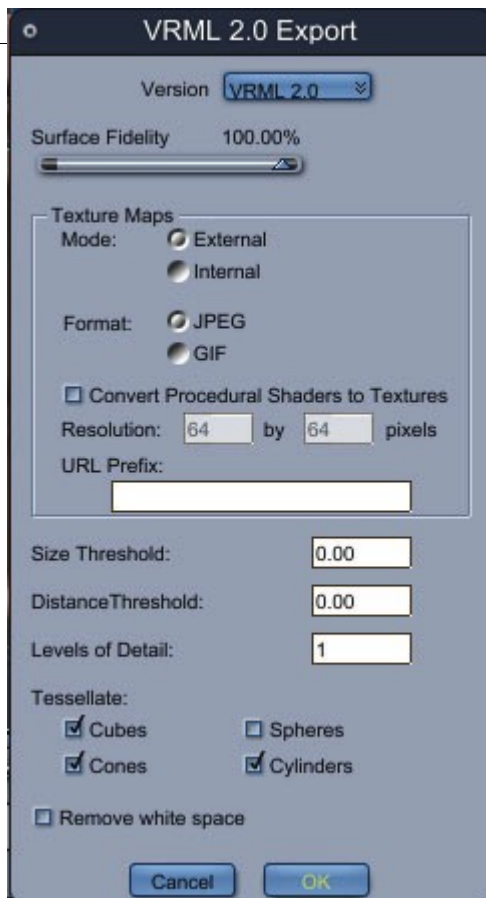 VRML 2.0 Export
Version VRML 2.0
Surface Fidelity 100.00%
Texture Maps
Mode: External
Internal
Format: JPEG
GIF
Convert Procedural Shaders to Textures
Resolution: 64 by 64 pixels
URL Prefix:
Size Threshold: 0.00
DistanceThreshold: 0.00
Levels of Detail: 1
Tessellate:
Cubes Spheres
Cones Cylinders
Remove white space
Cancel OK